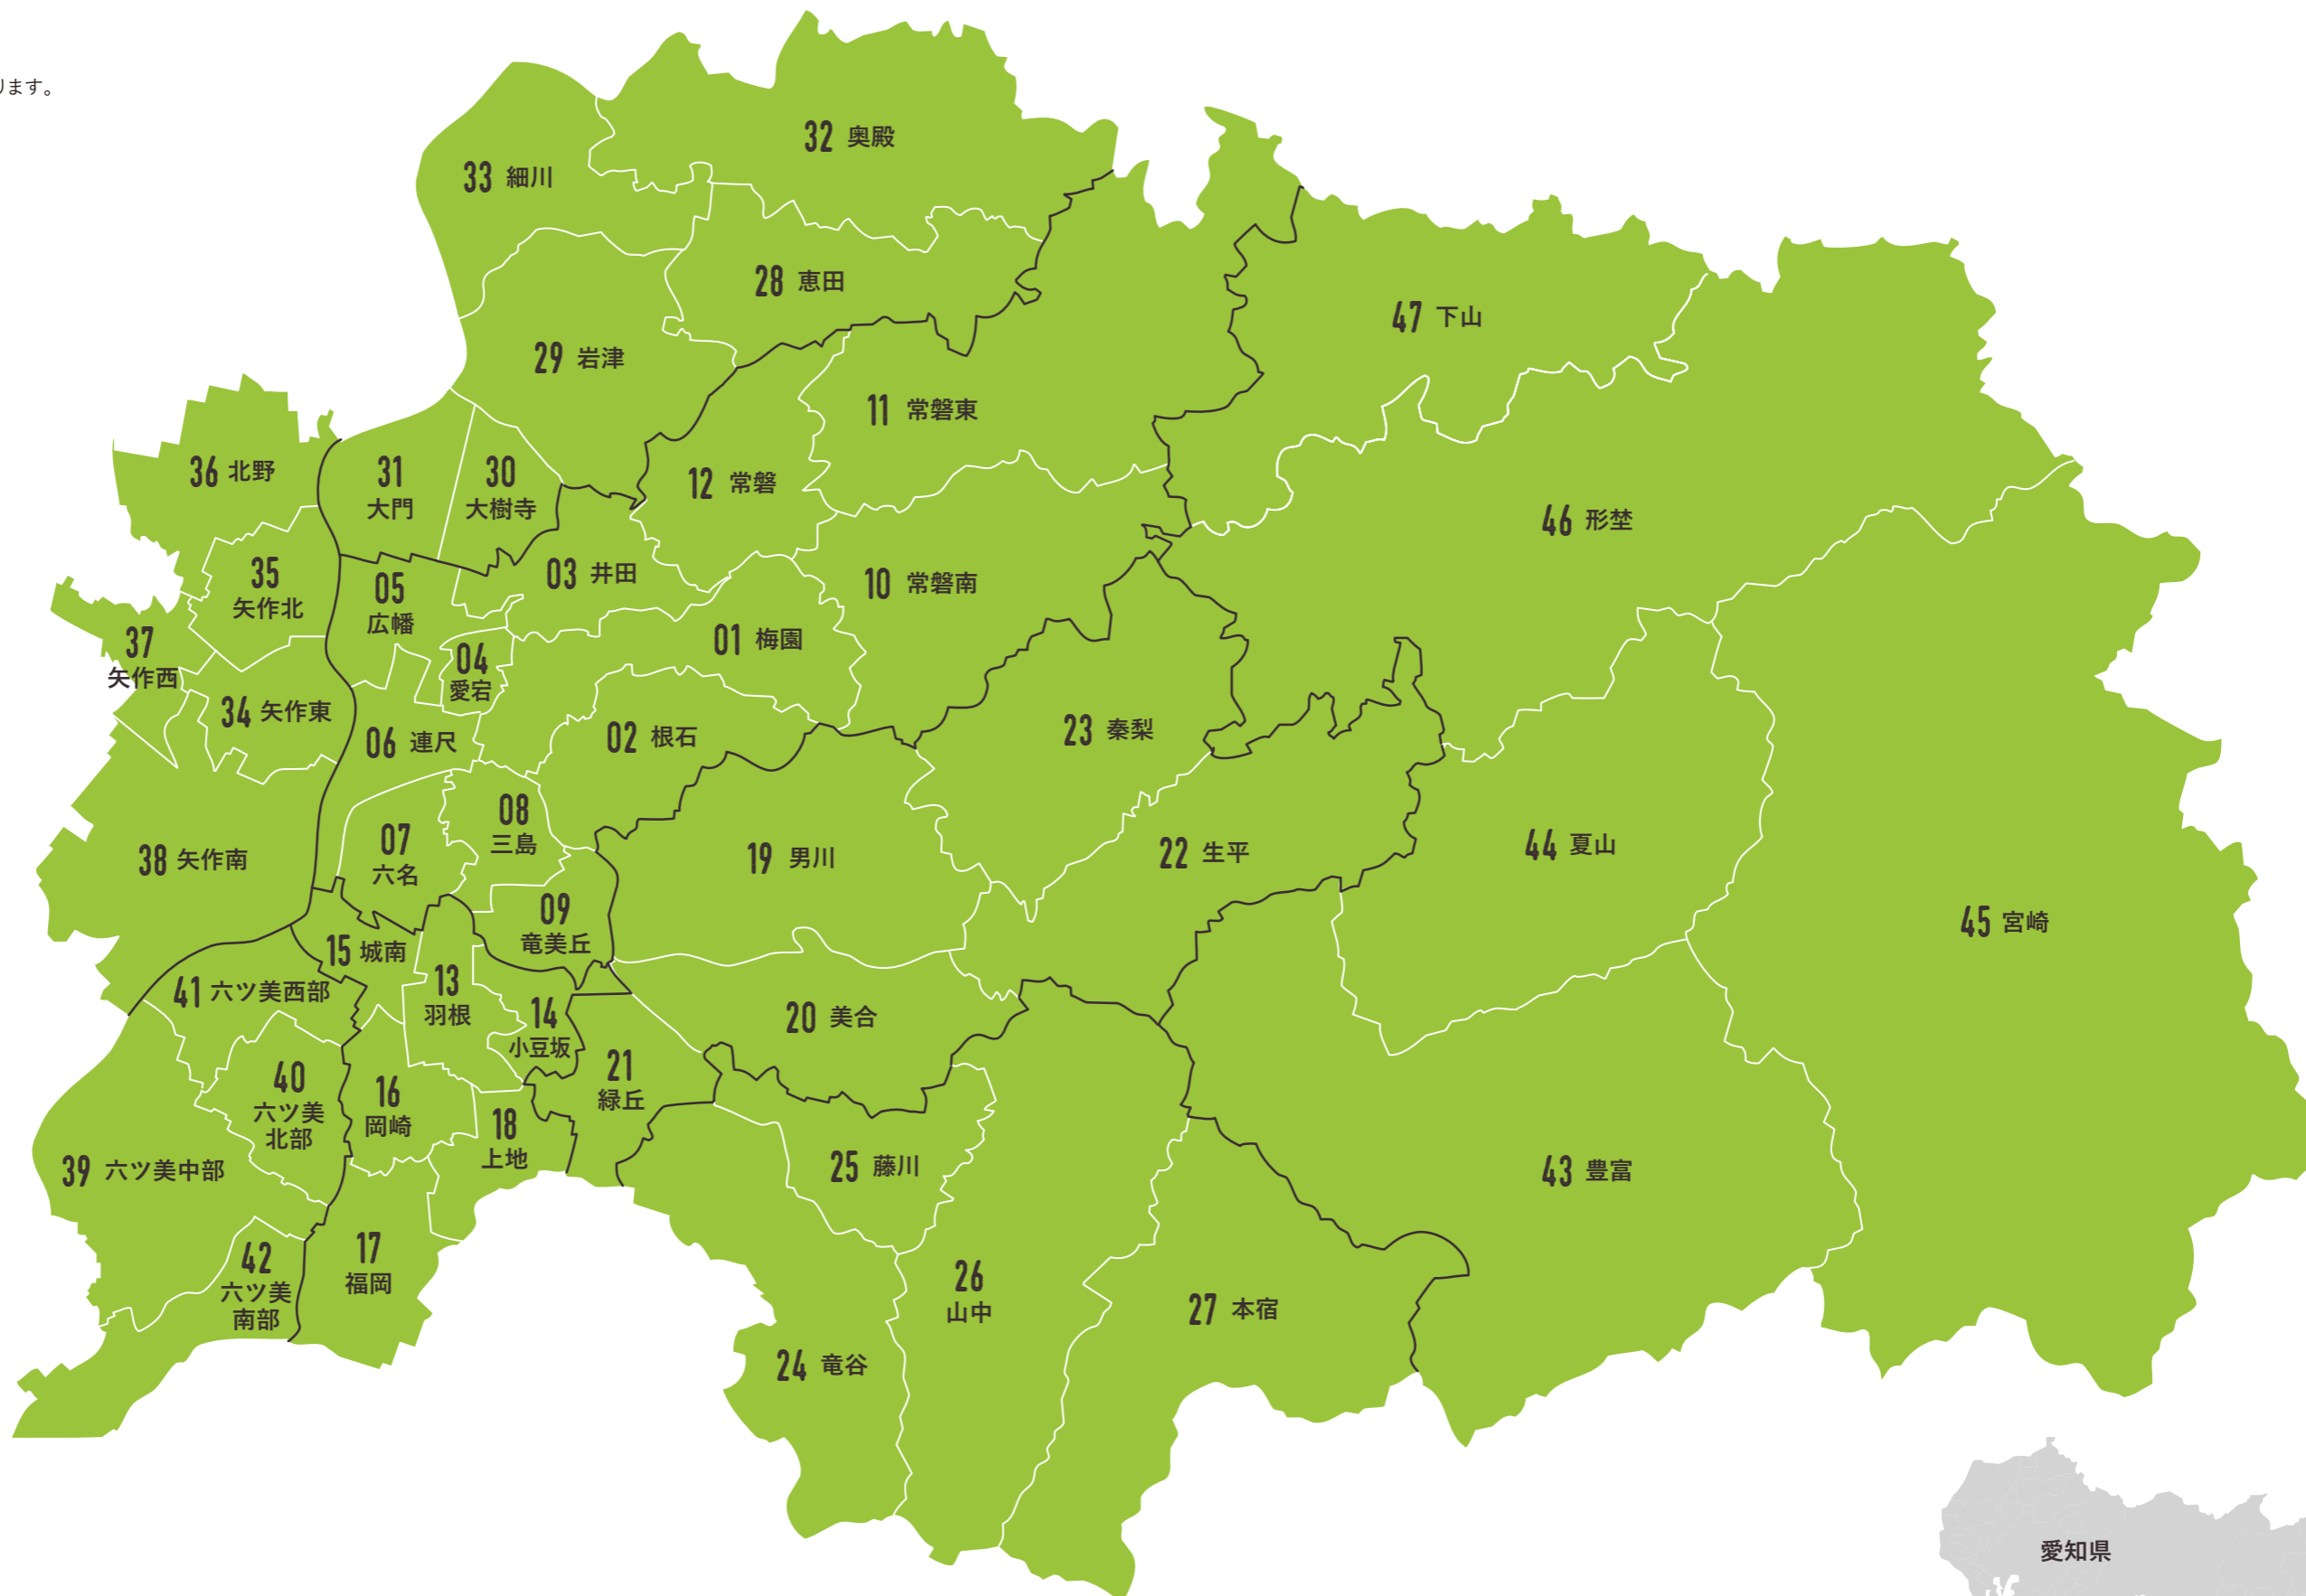 ります。
32 奥殿
33 細川
28 恵田
47 下山
29 岩津
11 常磐東
36 北野
31
大門
30
大樹寺
12 常磐
46 形埜
35
矢作北
05
広幡
03 井田
10 常磐南
37
矢作西
04
愛宕
01 梅園
34 矢作東
06 連尺
02 根石
23 秦梨
38 矢作南
07
六名
08
三島
19 男川
22 生平
44 夏山
45 宮崎
09
竜美丘
15 城南
41 六ツ美西部
13
羽根
14
小豆坂
20 美合
40
六ツ美
北部
16
岡崎
21
緑丘
18
上地
39 六ツ美中部
25 藤川
43 豊富
42
六ツ美
南部
17
福岡
26
山中
27 本宿
24 竜谷
愛知県